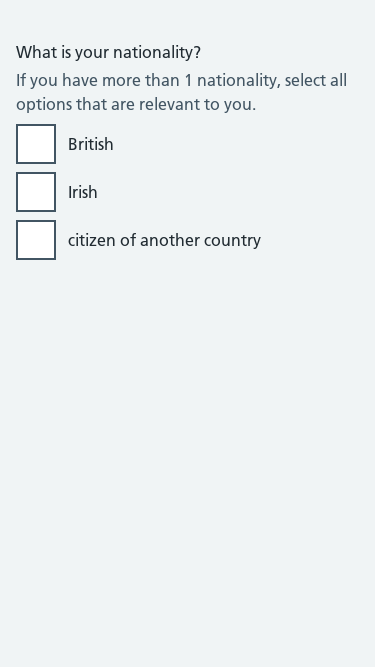 What is your nationality?
If you have more than 1 nationality, select all
options that are relevant to you.
British
Irish
citizen of another country